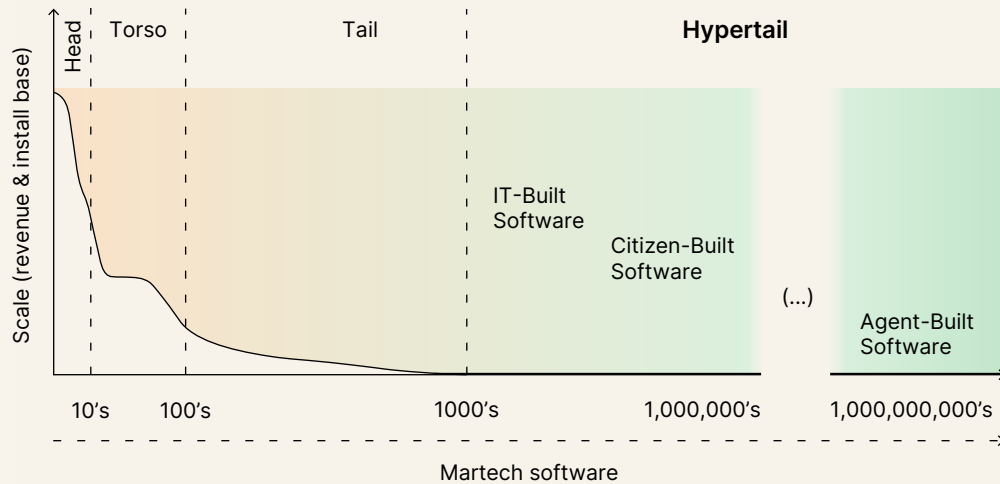 Head
Torso
Tail
Hypertail
Scale (revenue & install base)
IT-Built
Software
Citizen-Built
Software
(...)
Agent-Built
Software
10’s
100’s
1000’s
1,000,000’s
1,000,000,000’s
Martech software